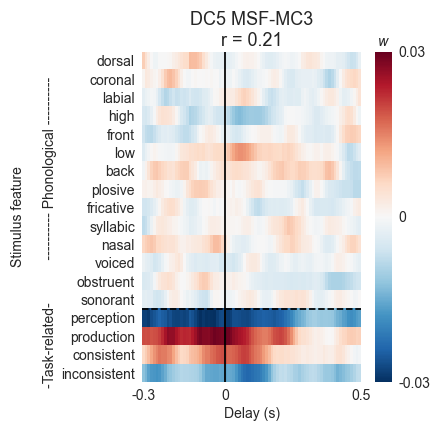 DC5 MSF-MC3
r = 0.21
w
Stimulus feature
---------- Phonological ----------
-Task-related-
dorsal
coronal
labial
high
front
low
back
plosive
fricative
syllabic
nasal
voiced
obstruent
sonorant
perception
production
consistent
inconsistent
-0.3
0
0.5
Delay (s)
0.03
0
-0.03